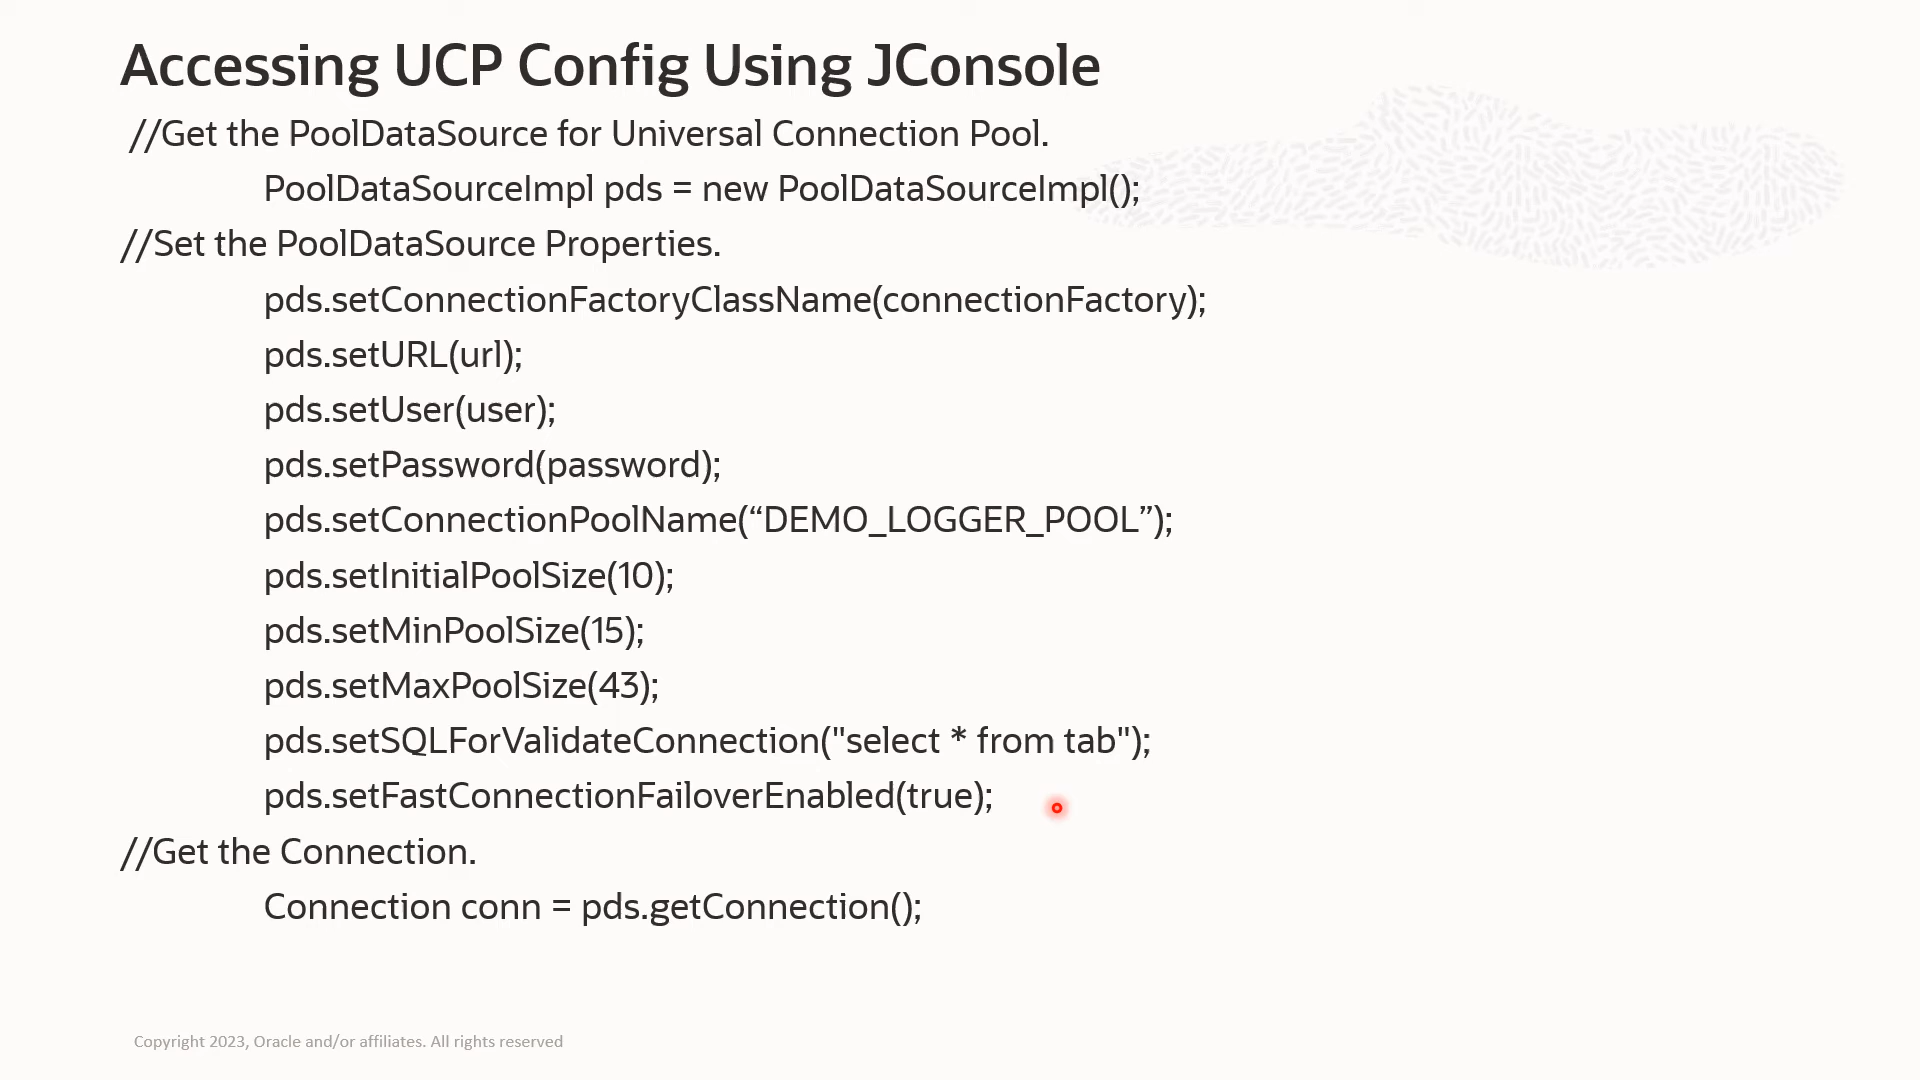 Accessing UCP Config Using JConsole
//Get the PoolDataSource for Universal Connection Pool.
PoolDataSourceImpl pds = new PoolDataSourceImpl();
//Set the PoolDataSource Properties.
pds.setConnectionFactoryClassName(connectionFactory);
pds.setURL(url);
pds.setUser(user);
pds.setPassword(password);
pds.setConnectionPoolName(“DEMO_LOGGER_POOL”);
pds.setInitialPoolSize(10);
pds.setMinPoolSize(15);
pds.setMaxPoolSize(43);
pds.setSQLForValidateConnection("select * from tab");
pds.setFastConnectionFailoverEnabled(true);
//Get the Connection.
Connection conn = pds.getConnection();
Copyright 2023, Oracle and/or affiliates. All rights reserved